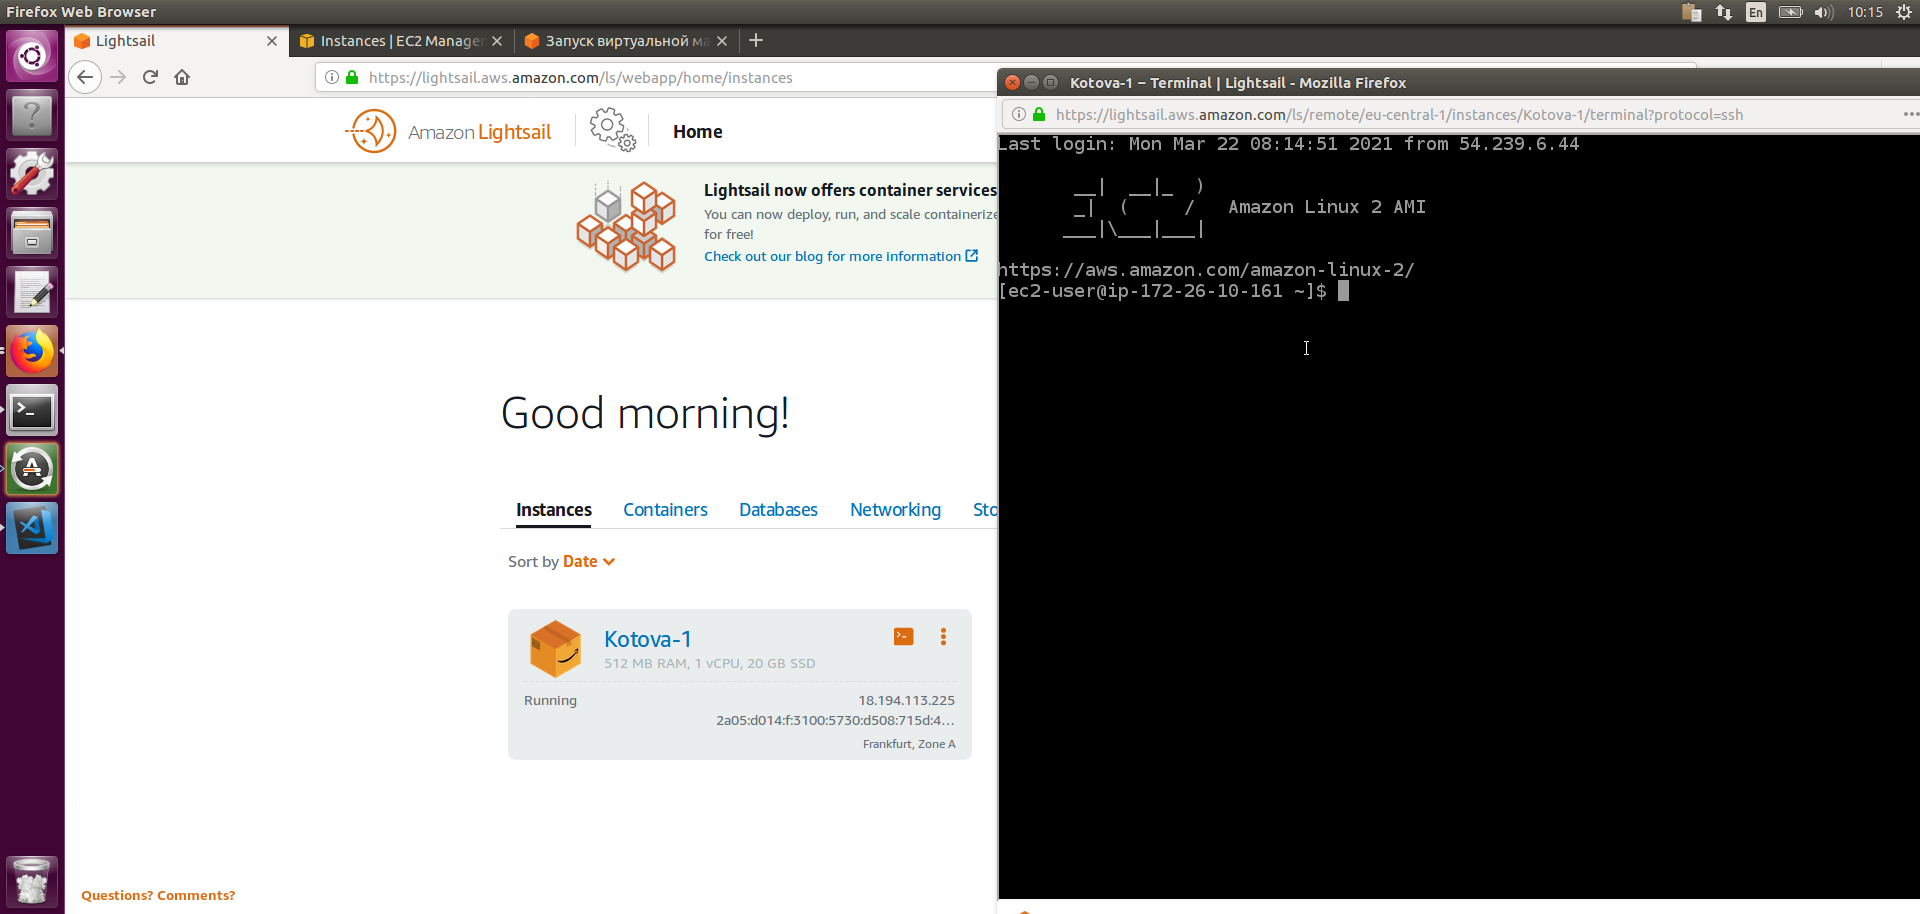 Firefox Web Browser
En
10:15
Lightsail
Instances | EC2 Manage
Запуск виртуальной м
https://lightsail.aws.amazon.com/ls/webapp/home/instances
Amazon Lightsail
Home
Lightsail now offers container services
You can now deploy, run, and scale containerize
for free!
Check out our blog for more information
Good morning!
Instances
Containers
Databases
Networking
Sto
Sort by Date
Kotova-1
512 MB RAM, 1 vCPU, 20 GB SSD
Running
18.194.113.225
2a05:d014:f:3100:5730:d508:715d:4...
Frankfurt, Zone A
Questions? Comments?
Kotova-1 – Terminal | Lightsail - Mozilla Firefox
https://lightsail.aws.amazon.com/ls/remote/eu-central-1/instances/Kotova-1/terminal?protocol=ssh
Last login: Mon Mar 22 08:14:51 2021 from 54.239.6.44
       __|  __|_  )
       _|  (     /   Amazon Linux 2 AMI
      ___|\___|___|
https://aws.amazon.com/amazon-linux-2/
[ec2-user@ip-172-26-10-161 ~]$